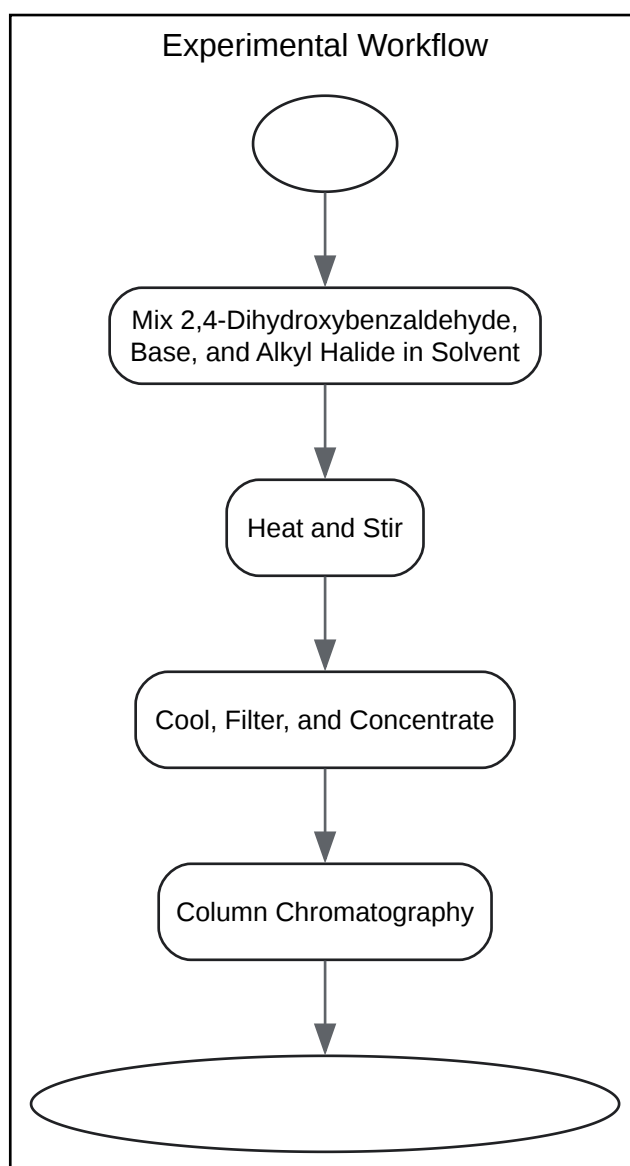 Experimental Workflow
Mix 2,4-Dihydroxybenzaldehyde,
Base, and Alkyl Halide in Solvent
Heat and Stir
Cool, Filter, and Concentrate
Column Chromatography